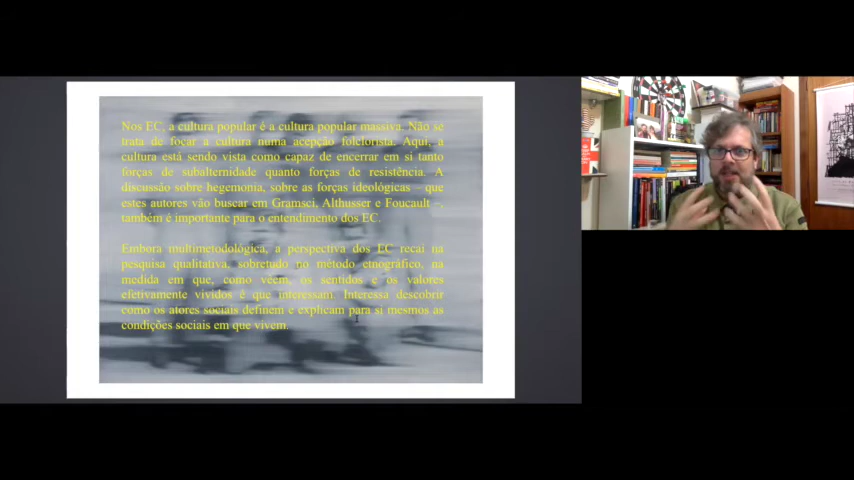 Nos EC, a cultura popular é a cultura popular massiva. Não se
trata de focar a cultura numa acepção folclorista. Aqui, a
cultura está sendo vista como capaz de encerrar em si tanto
forças de subalternidade quanto forças de resistência. A
discussão sobre hegemonia, sobre as forças ideológicas – que
estes autores vão buscar em Gramsci, Althusser e Foucault –,
também é importante para o entendimento dos EC.
Embora multimetodológica, a perspectiva dos EC recai na
pesquisa qualitativa, sobretudo no método etnográfico, na
medida em que, como vêem, os sentidos e os valores
efetivamente vividos é que interessam. Interessa descobrir
como os atores sociais definem e explicam para si mesmos as
condições sociais em que vivem.